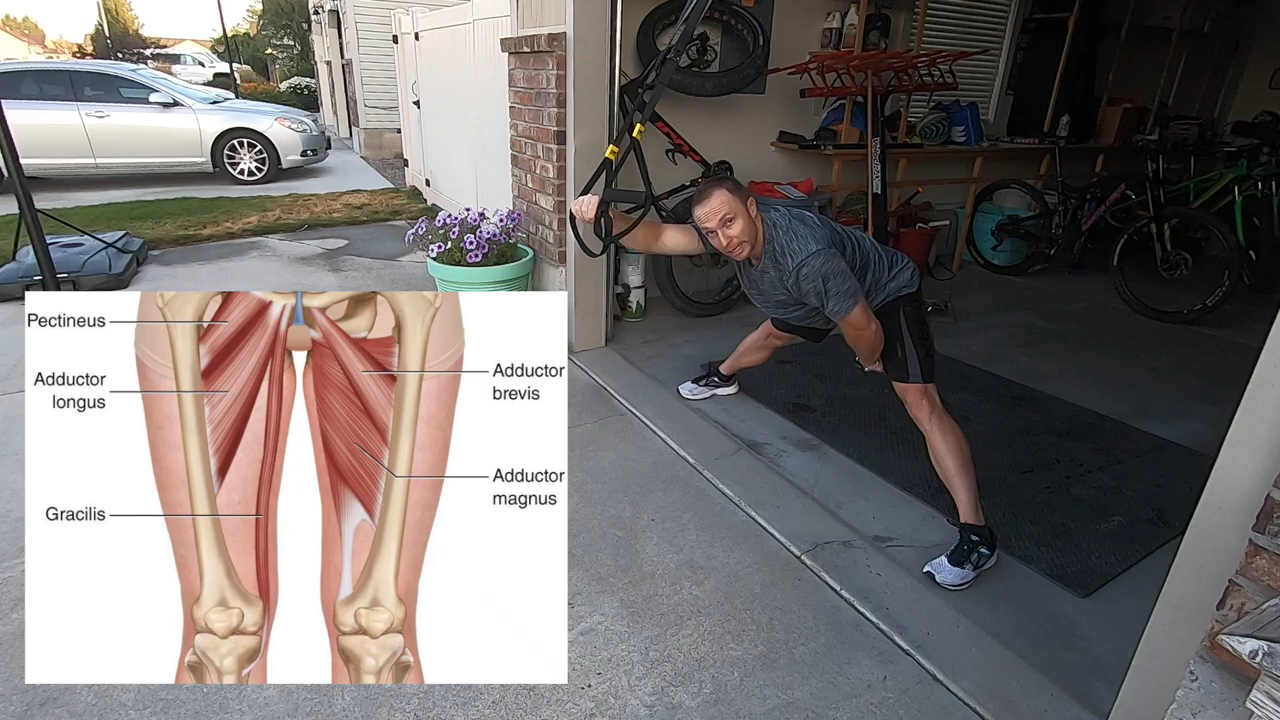 Pectineus
Adductor
longus
Gracilis
Adductor
brevis
Adductor
magnus